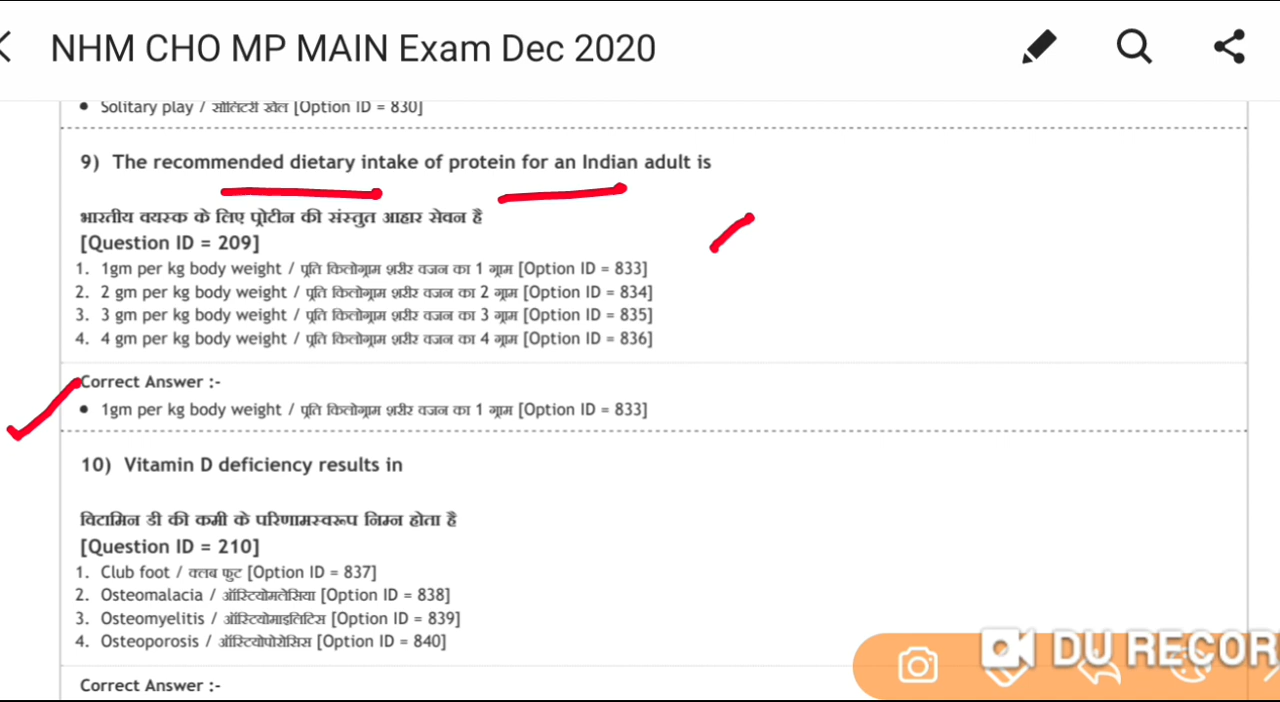 NHM CHO MP MAIN Exam Dec 2020
• Solitary play / सोलिटरी खेल [Option ID = 830]
9) The recommended dietary intake of protein for an Indian adult is
भारतीय वयस्क के लिए प्रोटीन की संस्तुत आहार सेवन है
[Question ID = 209]
1. 1gm per kg body weight / प्रति किलोग्राम शरीर वजन का 1 ग्राम [Option ID = 833]
2. 2 gm per kg body weight / प्रति किलोग्राम शरीर वजन का 2 ग्राम [Option ID = 834]
3. 3 gm per kg body weight / प्रति किलोग्राम शरीर वजन का 3 ग्राम [Option ID = 835]
4. 4 gm per kg body weight / प्रति किलोग्राम शरीर वजन का 4 ग्राम [Option ID = 836]
Correct Answer :-
• 1gm per kg body weight / प्रति किलोग्राम शरीर वजन का 1 ग्राम [Option ID = 833]
10) Vitamin D deficiency results in
विटामिन डी की कमी के परिणामस्वरूप निम्न होता है
[Question ID = 210]
1. Club foot / क्लब फुट [Option ID = 837]
2. Osteomalacia / ऑस्टियोमलेसिया [Option ID = 838]
3. Osteomyelitis / ऑस्टियोमाइलिटिस [Option ID = 839]
4. Osteoporosis / ऑस्टियोपोरोसिस [Option ID = 840]
Correct Answer :-
DU RECOR